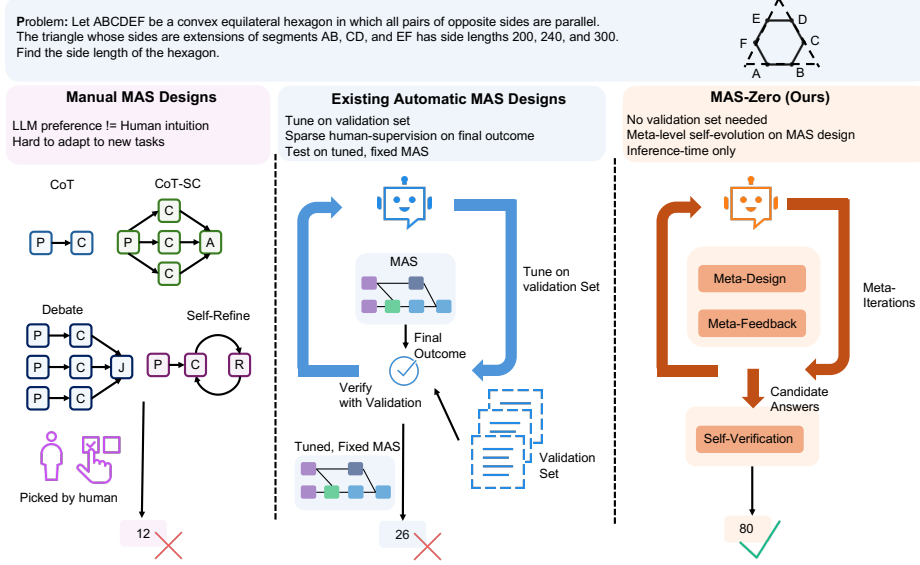 Problem: Let ABCDEF be a convex equilateral hexagon in which all pairs of opposite sides are parallel.
The triangle whose sides are extensions of segments AB, CD, and EF has side lengths 200, 240, and 300.
Find the side length of the hexagon.
E D
F C
A B
Manual MAS Designs
LLM preference != Human intuition
Hard to adapt to new tasks
CoT
CoT-SC
P C
C
P C A
C
Debate
Self-Refine
P C
P C J
P C
P C R
Picked by human
12
Existing Automatic MAS Designs
Tune on validation set
Sparse human-supervision on final outcome
Test on tuned, fixed MAS
MAS
Tune on
validation Set
Final
Outcome
Verify
with Validation
Tuned, Fixed MAS
Validation
Set
26
MAS-Zero (Ours)
No validation set needed
Meta-level self-evolution on MAS design
Inference-time only
Meta-Design
Meta-Feedback
Meta-
Iterations
Candidate
Answers
Self-Verification
80